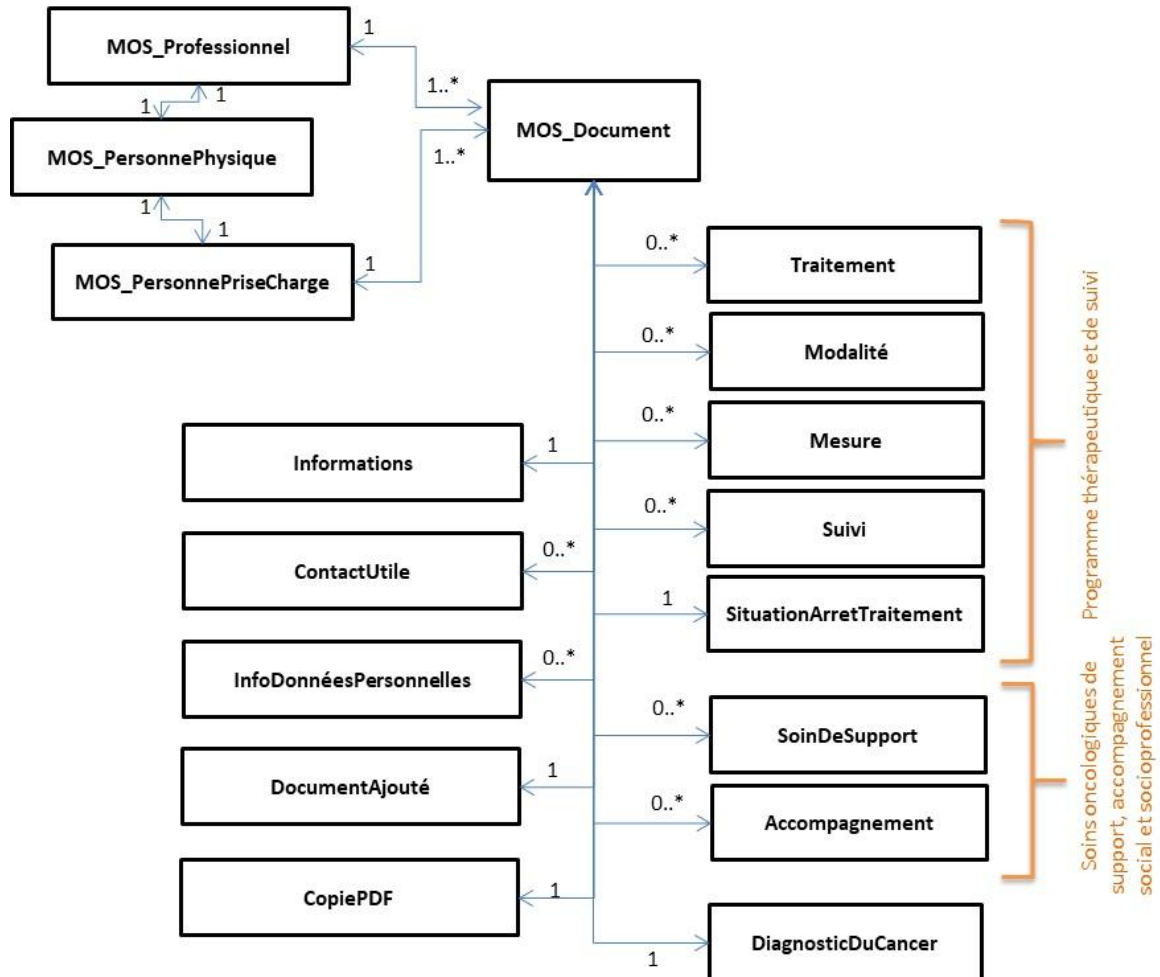 MOS_Professionnel
1
1..*
1
1
MOS_Document
MOS_PersonnePhysique
1..*
1
1
MOS_PersonnePriseCharge
1
0..*
Traitement
0..*
Modalité
0..*
Mesure
Informations
1
0..*
Suivi
ContactUtile
0..*
1
SituationArretTraitement
InfoDonnéesPersonnelles
0..*
0..*
SoinDeSupport
DocumentAjouté
1
0..*
Accompagnement
CopiePDF
1
1
DiagnosticDuCancer
Programme thérapeutique et de suivi
Soins oncologiques de
support, accompagnement
social et socioprofessionnel